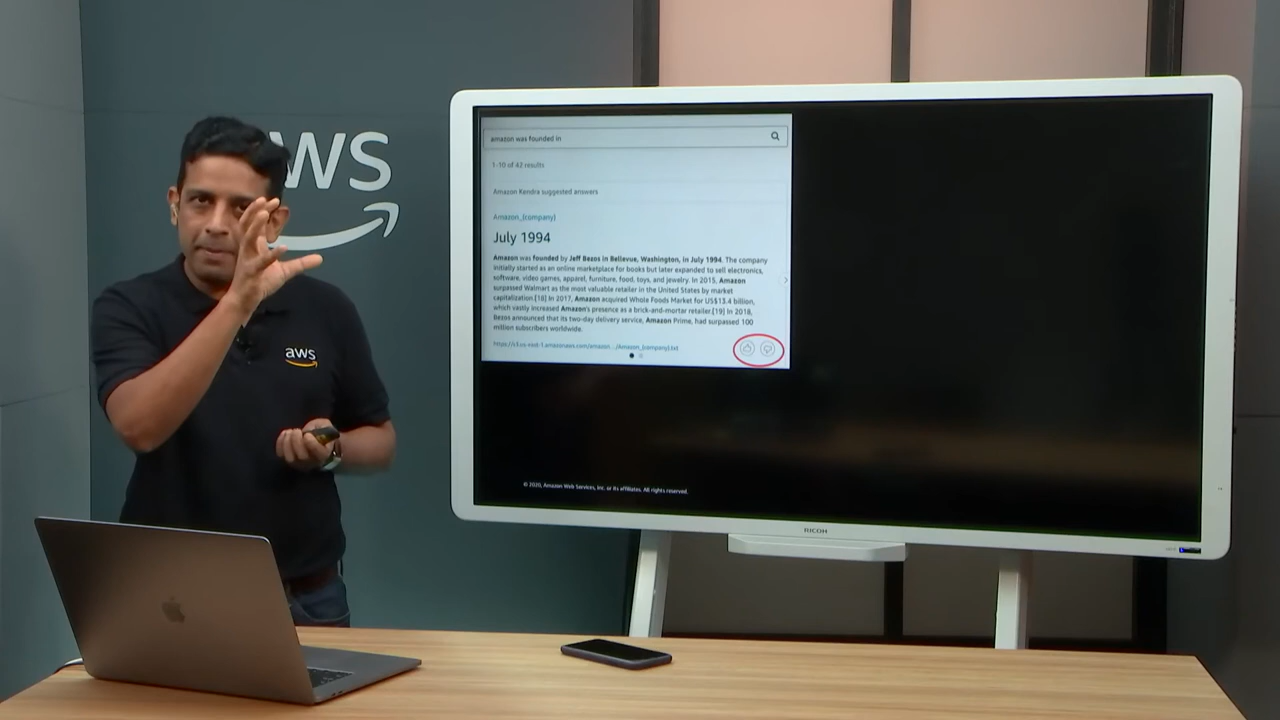 aws
aws
amazon was founded in
1-10 of 42 results
Amazon Kendra suggested answers
Amazon_(company)
July 1994
Amazon was founded by Jeff Bezos in Bellevue, Washington, in July 1994. The company
initially started as an online marketplace for books but later expanded to sell electronics,
software, video games, apparel, furniture, food, toys, and jewelry. In 2015, Amazon
surpassed Walmart as the most valuable retailer in the United States by market
capitalization.[18] In 2017, Amazon acquired Whole Foods Market for US$13.4 billion,
which vastly increased Amazon's presence as a brick-and-mortar retailer.[19] In 2018,
Bezos announced that its two-day delivery service, Amazon Prime, had surpassed 100
million subscribers worldwide.
.../Amazon_(company).txt
© 2020, Amazon Web Services, Inc. or its affiliates. All rights reserved.
RICOH